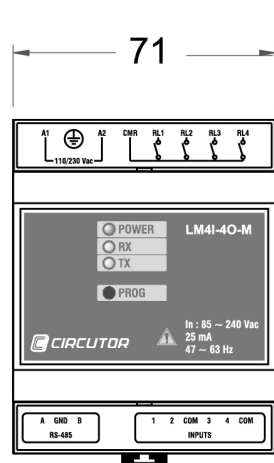 71
A1 A2 CMR RL1 RL2 RL3 RL4
110/230 Vac
POWER
LM4I-4O-M
RX
TX
PROG
CIRCUTOR
In : 85 ~ 240 Vac
25 mA
47 ~ 63 Hz
A GND B
RS-485
1 2 COM 3 4 COM
INPUTS